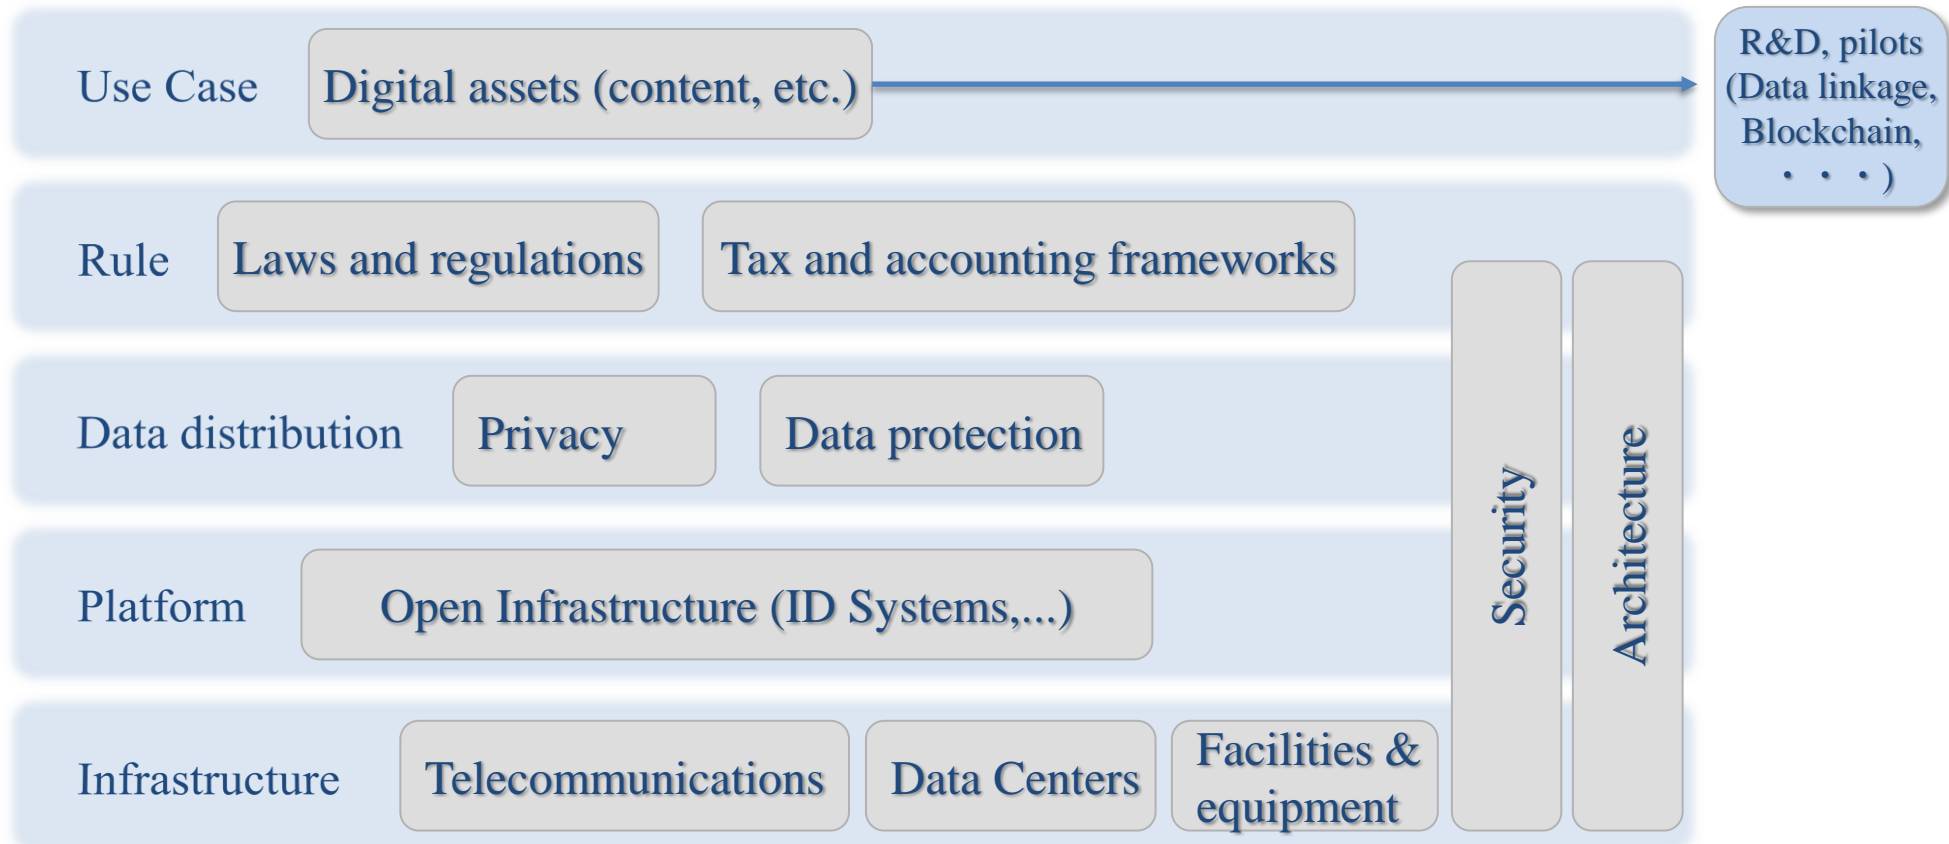 Use Case
Digital assets (content, etc.)
R&D, pilots
(Data linkage,
Blockchain,
・・・)
Rule
Laws and regulations
Tax and accounting frameworks
Data distribution
Privacy
Data protection
Security
Architecture
Platform
Open Infrastructure (ID Systems,...)
Infrastructure
Telecommunications
Data Centers
Facilities &
equipment